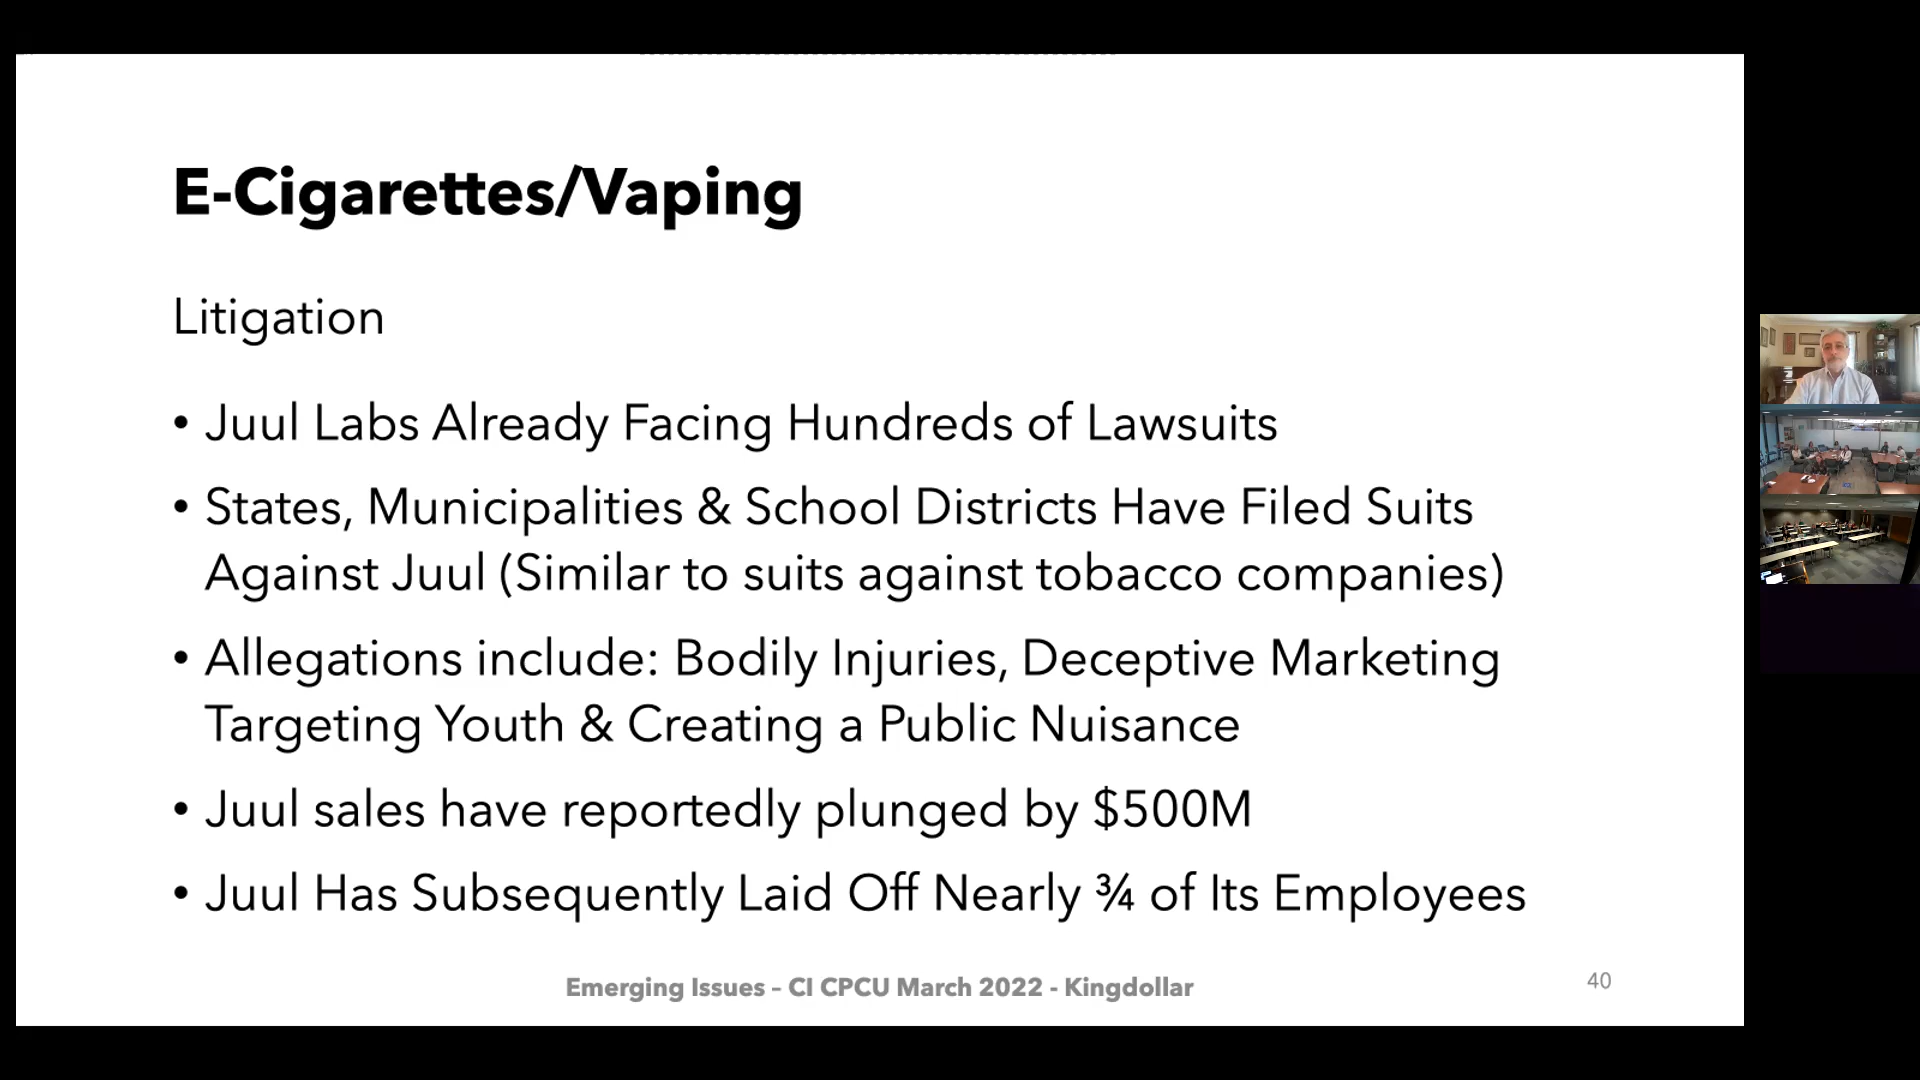 E-Cigarettes/Vaping
Litigation
• Juul Labs Already Facing Hundreds of Lawsuits
• States, Municipalities & School Districts Have Filed Suits
Against Juul (Similar to suits against tobacco companies)
• Allegations include: Bodily Injuries, Deceptive Marketing
Targeting Youth & Creating a Public Nuisance
• Juul sales have reportedly plunged by $500M
• Juul Has Subsequently Laid Off Nearly ¾ of Its Employees
Emerging Issues – CI CPCU March 2022 - Kingdollar
40